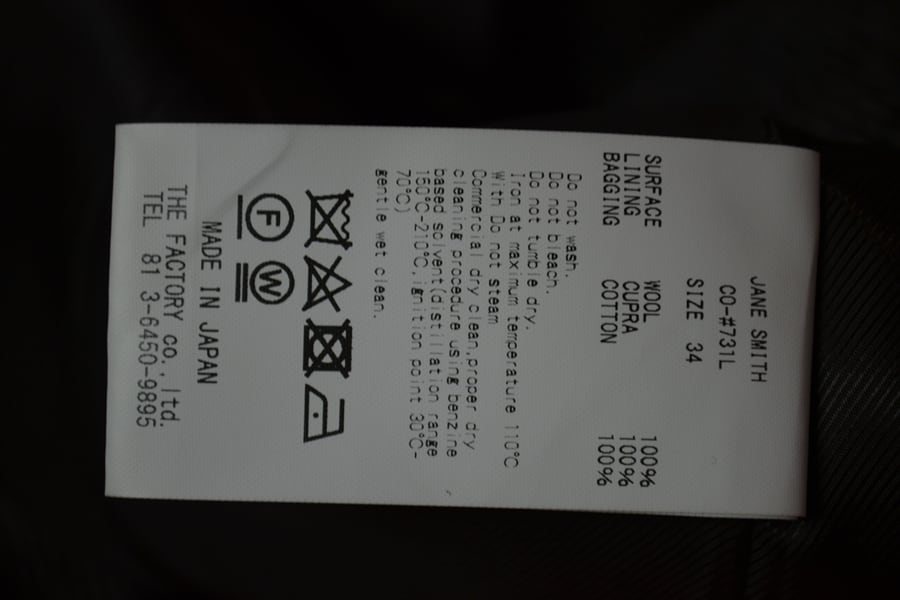 JANE SMITH
CO-#731L
SIZE 34
SURFACE WOOL 100%
LINING CUPRA 100%
BAGGING COTTON 100%
Do not wash.
Do not bleach.
Do not tumble dry.
Iron at maximum temperature 110°C
with Do not steam
Commercial dry clean,proper dry
cleaning procedure using benzine
based solvent(distillation range
150°C-210°C, ignition point 30°C-
70°C)
gentle wet clean.
F W
MADE IN JAPAN
THE FACTORY co., ltd.
TEL 81 3-6450-9895